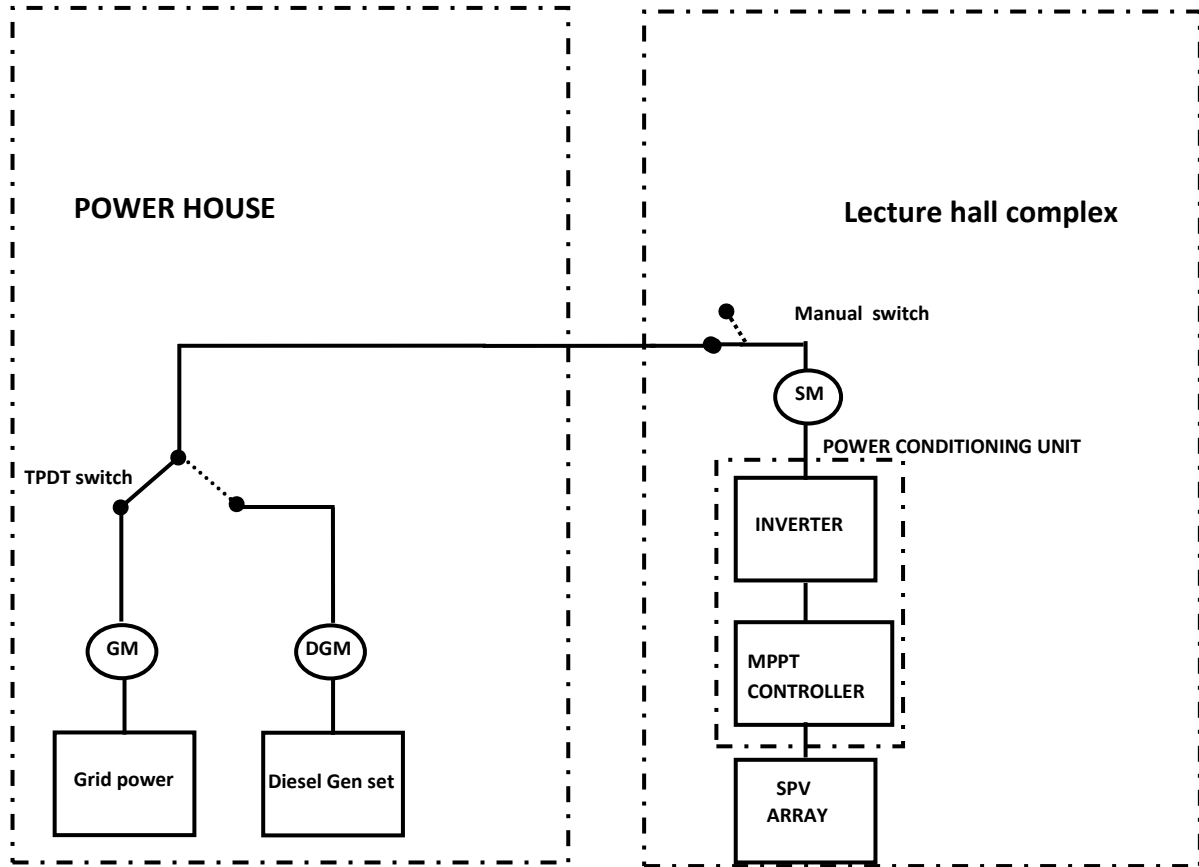 POWER HOUSE
TPDT switch
GM
DGM
Grid power
Diesel Gen set
Lecture hall complex
Manual switch
SM
POWER CONDITIONING UNIT
INVERTER
MPPT
CONTROLLER
SPV
ARRAY